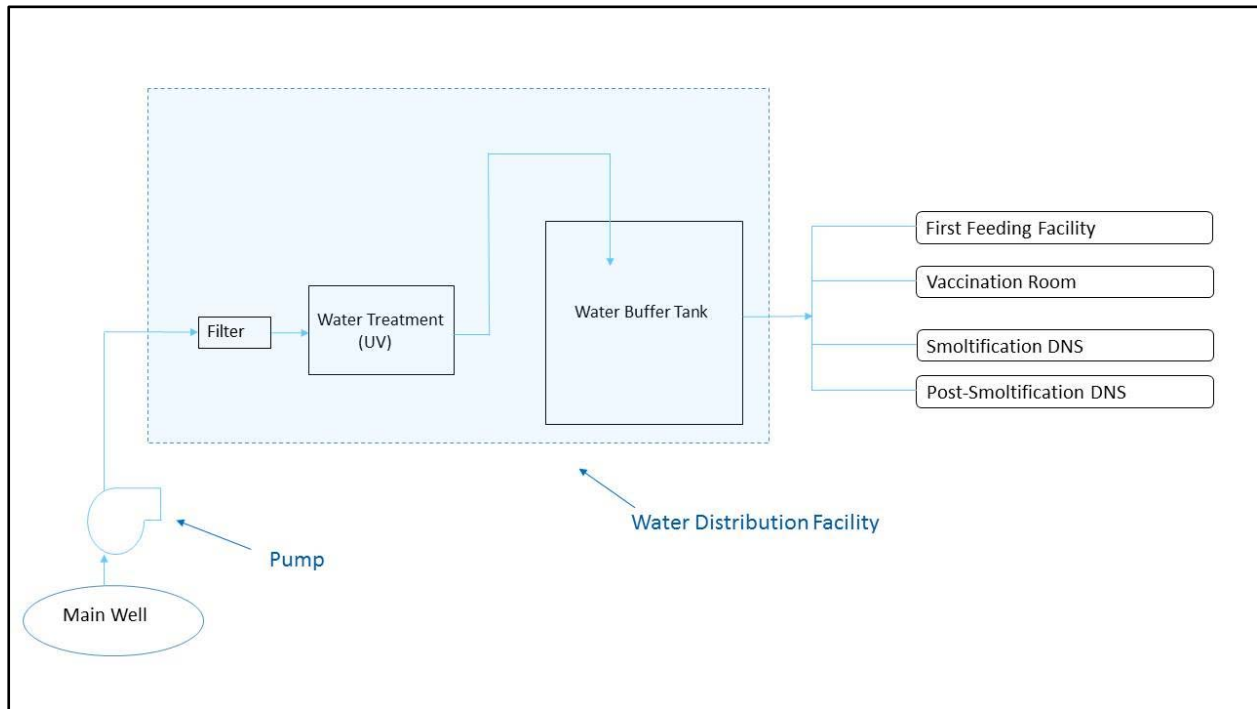 First Feeding Facility
Vaccination Room
Water Treatment
(UV)
Water Buffer Tank
Filter
Smoltification DNS
Post-Smoltification DNS
Water Distribution Facility
Pump
Main Well